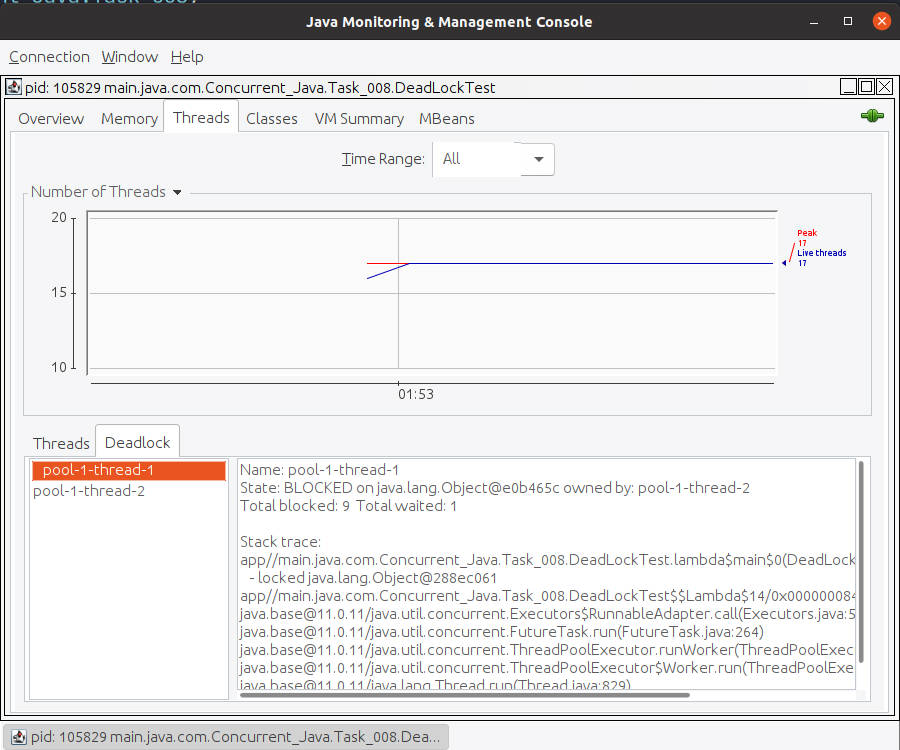 Java Monitoring & Management Console
Connection Window Help
pid: 105829 main.java.com.Concurrent_Java.Task_008.DeadLockTest
Overview Memory Threads Classes VM Summary MBeans
Time Range: All
Number of Threads
20
15
10
Peak
17
Live threads
17
01:53
Threads Deadlock
pool-1-thread-1
pool-1-thread-2
Name: pool-1-thread-1
State: BLOCKED on java.lang.Object@e0b465c owned by: pool-1-thread-2
Total blocked: 9 Total waited: 1
Stack trace:
app//main.java.com.Concurrent_Java.Task_008.DeadLockTest.lambda$main$0(DeadLock
- locked java.lang.Object@288ec061
app//main.java.com.Concurrent_Java.Task_008.DeadLockTest$$Lambda$14/0x000000084
java.base@11.0.11/java.util.concurrent.Executors$RunnableAdapter.call(Executors.java:5
java.base@11.0.11/java.util.concurrent.FutureTask.run(FutureTask.java:264)
java.base@11.0.11/java.util.concurrent.ThreadPoolExecutor.runWorker(ThreadPoolExec
java.base@11.0.11/java.util.concurrent.ThreadPoolExecutor$Worker.run(ThreadPoolExe
java.base@11.0.11/java.lang.Thread.run(Thread.java:829)
pid: 105829 main.java.com.Concurrent_Java.Task_008.Dea...